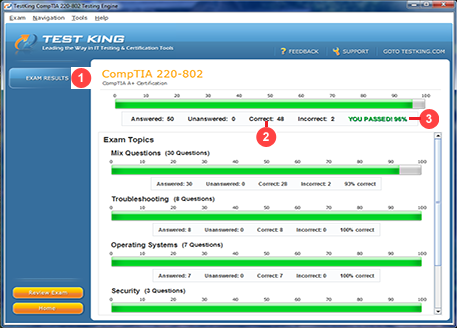 TestKing CompTIA 220-802 Testing Engine
Exam Navigation Tools Help
TEST KING
Leading the Way in IT Testing & Certification Tools
? FEEDBACK SUPPORT GOTO TESTKING.COM
EXAM RESULTS 1
CompTIA 220-802
CompTIA A+ Certification
0 10 20 30 40 50 60 70 80 90 100
Answered: 50 Unanswered: 0 Correct: 48 Incorrect: 2 YOU PASSED! 96% 3
2
Exam Topics
Mix Questions (30 Questions)
0 10 20 30 40 50 60 70 80 90 100
Answered: 30 Unanswered: 0 Correct: 28 Incorrect: 2 93% correct
Troubleshooting (8 Questions)
0 10 20 30 40 50 60 70 80 90 100
Answered: 8 Unanswered: 0 Correct: 8 Incorrect: 0 100% correct
Operating Systems (7 Questions)
0 10 20 30 40 50 60 70 80 90 100
Answered: 7 Unanswered: 0 Correct: 7 Incorrect: 0 100% correct
Security (3 Questions)
0 10 20 30 40 50 60 70 80 90 100
Review Exam
Home